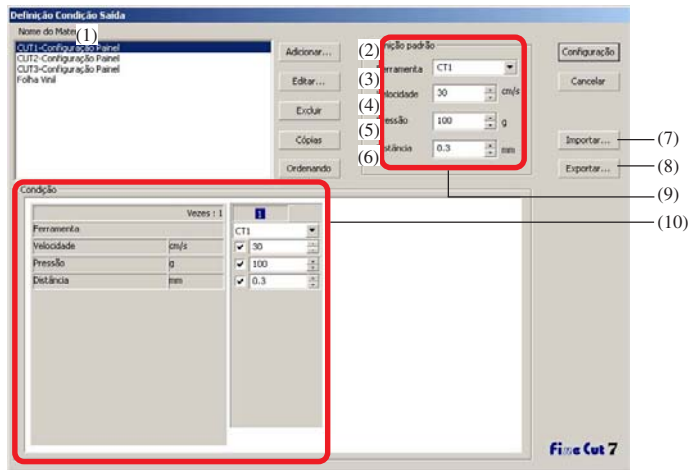 Definição Condição Saída
Nome do Mate
(1)
CUT1-Configuração Painel
CUT2-Configuração Painel
CUT3-Configuração Painel
Folha Vinil
Adicionar...
Editar...
Excluir
Cópias
Ordenando
(2)
(3)
(4)
(5)
(6)
nição padrão
erramenta CT1
elocidade 30 cm/s
essão 100 g
istância 0.3 mm
Configuração
Cancelar
Importar... (7)
Exportar... (8)
(9)
(10)
Condição
Vezes : 1 1
Ferramenta CT1
Velocidade cm/s 30
Pressão g 100
Distância mm 0.3
Fine Cut 7